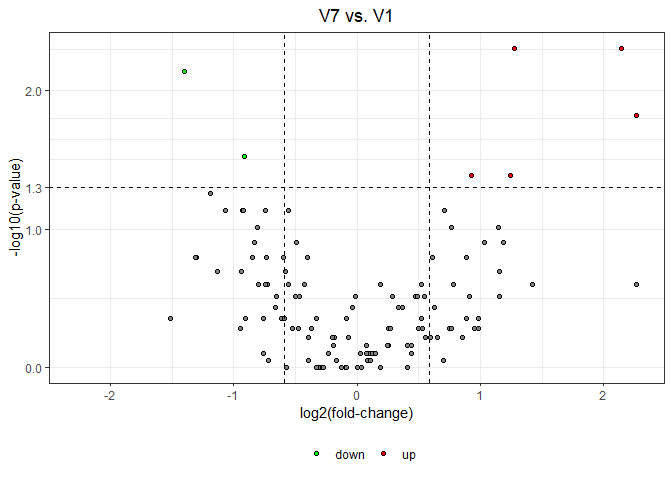 V7 vs. V1
-log10(p-value)
2.0
1.3
1.0
0.0
-2 -1 0 1 2
log2(fold-change)
down up